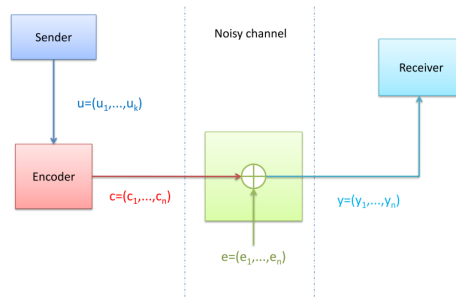 Sender
Noisy channel
Receiver
u=(u₁,...,uₖ)
Encoder
c=(c₁,...,cₙ)
y=(y₁,...,yₙ)
e=(e₁,...,eₙ)